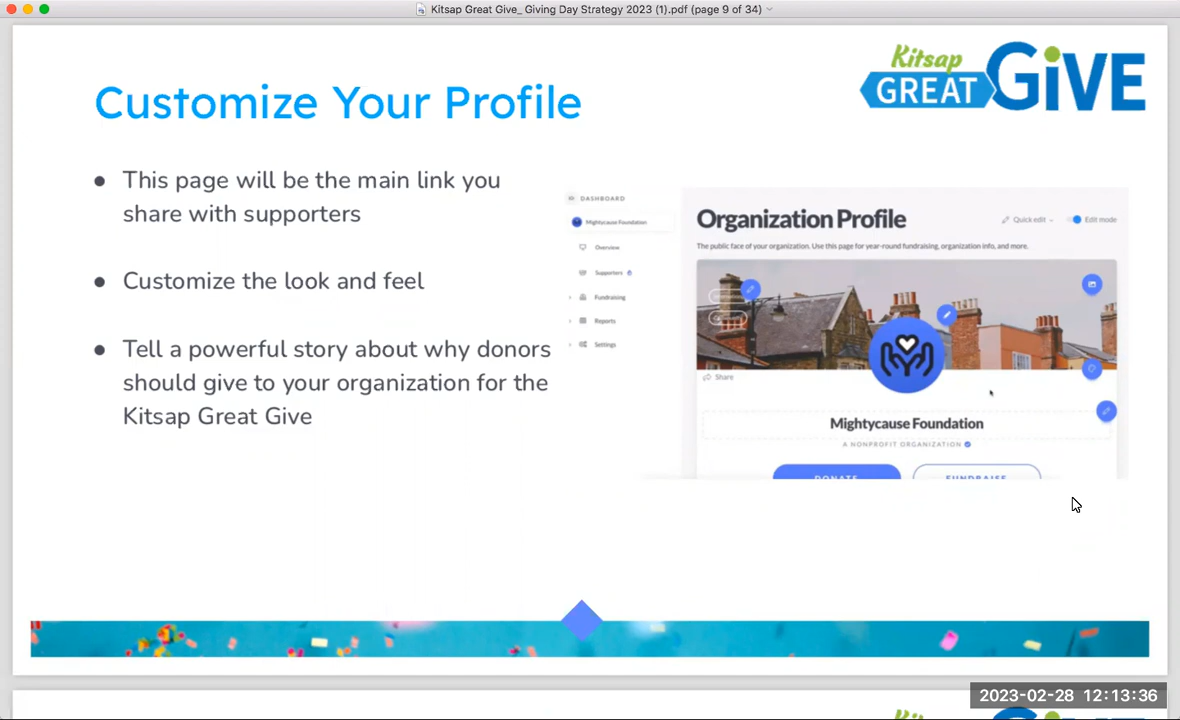 Kitsap Great Give_ Giving Day Strategy 2023 (1).pdf (page 9 of 34)
Kitsap
GREAT GiVE
Customize Your Profile
● This page will be the main link you
share with supporters
● Customize the look and feel
● Tell a powerful story about why donors
should give to your organization for the
Kitsap Great Give
DASHBOARD
Mightycause Foundation
Overview
Supporters
Fundraising
Reports
Settings
Organization Profile
Quick edit
Edit mode
The public face of your organization. Use this page for year-round fundraising, organization info, and more.
Share
Mightycause Foundation
A NONPROFIT ORGANIZATION
DONATE
FUNDRAISE
2023-02-28 12:13:36